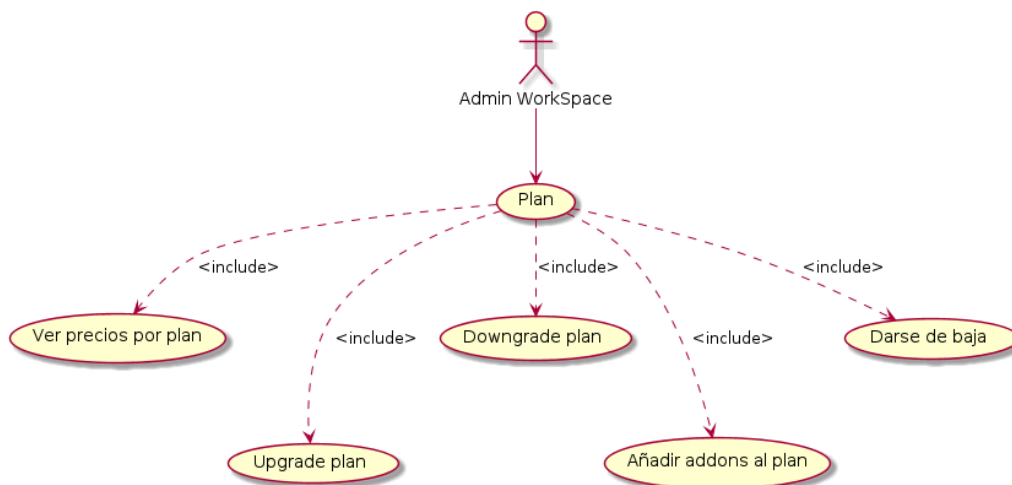 Admin WorkSpace
Plan
<include>
<include>
<include>
Ver precios por plan
<include>
Downgrade plan
<include>
Darse de baja
Upgrade plan
Añadir addons al plan